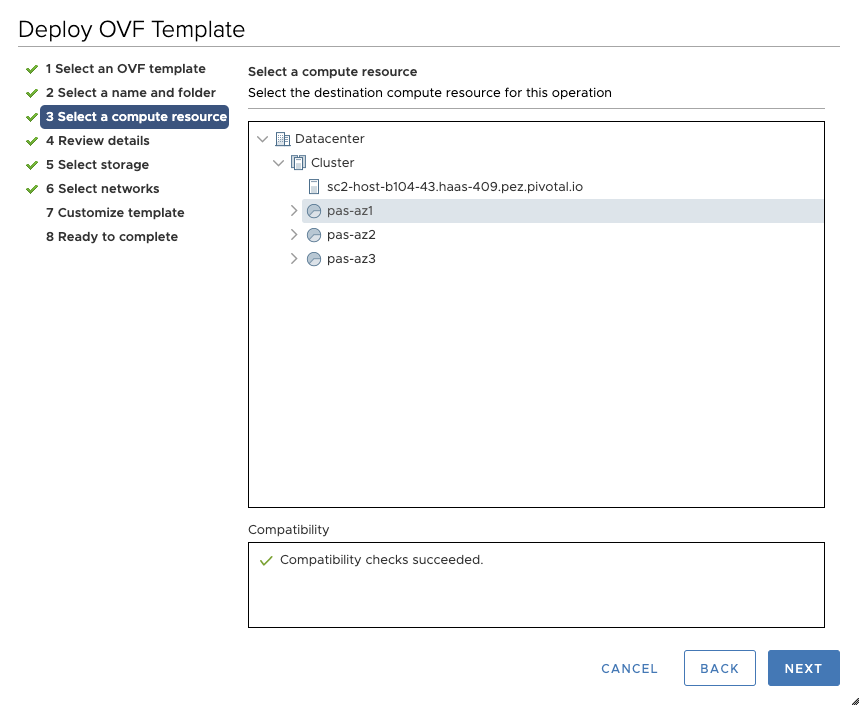 Deploy OVF Template
1 Select an OVF template
2 Select a name and folder
3 Select a compute resource
4 Review details
5 Select storage
6 Select networks
7 Customize template
8 Ready to complete
Select a compute resource
Select the destination compute resource for this operation
Datacenter
Cluster
sc2-host-b104-43.haas-409.pez.pivotal.io
pas-az1
pas-az2
pas-az3
Compatibility
Compatibility checks succeeded.
CANCEL
BACK
NEXT